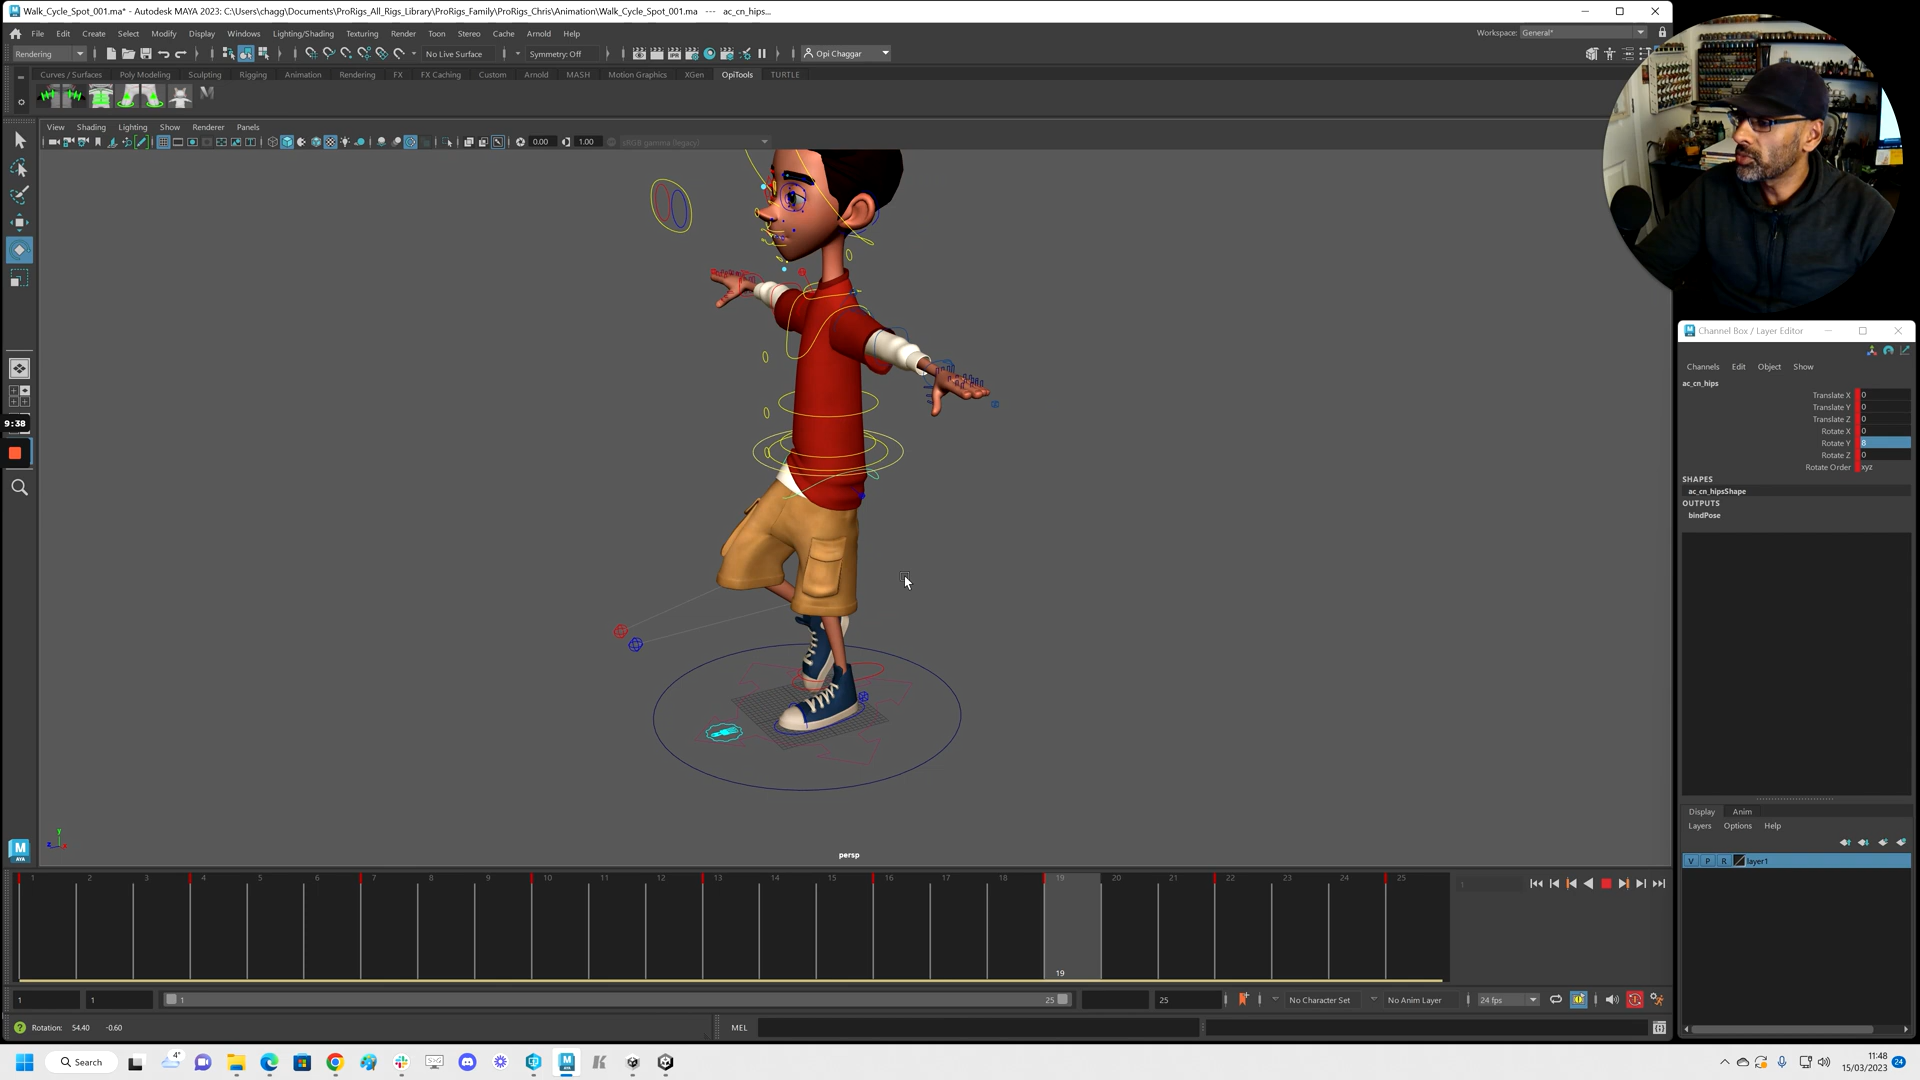 Walk_Cycle_Spot_001.ma* - Autodesk MAYA 2023: C:\Users\chagg\Documents\ProRigs_All_Rigs_Library\ProRigs_Family\ProRigs_Chris\Animation\Walk_Cycle_Spot_001.ma   ---   ac_cn_hips...
File Edit Create Select Modify Display Windows Lighting/Shading Texturing Render Toon Stereo Cache Arnold Help
Workspace: General*
Rendering
No Live Surface
Symmetry: Off
Opi Chaggar
Curves / Surfaces Poly Modeling Sculpting Rigging Animation Rendering FX FX Caching Custom Arnold MASH Motion Graphics XGen OpiTools TURTLE
View Shading Lighting Show Renderer Panels
0.00 1.00 sRGB gamma (legacy)
9:38
Channel Box / Layer Editor
Channels Edit Object Show
ac_cn_hips
Translate X 0
Translate Y 0
Translate Z 0
Rotate X 0
Rotate Y 8
Rotate Z 0
Rotate Order xyz
SHAPES
ac_cn_hipsShape
OUTPUTS
bindPose
Display Anim
Layers Options Help
V P R layer1
y
z x
M
AYA
persp
1 2 3 4 5 6 7 8 9 10 11 12 13 14 15 16 17 18 19 20 21 22 23 24 25
1
19
1 1 1 25 25 No Character Set No Anim Layer 24 fps
Rotation: 54.40 -0.60
MEL
Search
4°
11:48
15/03/2023
24